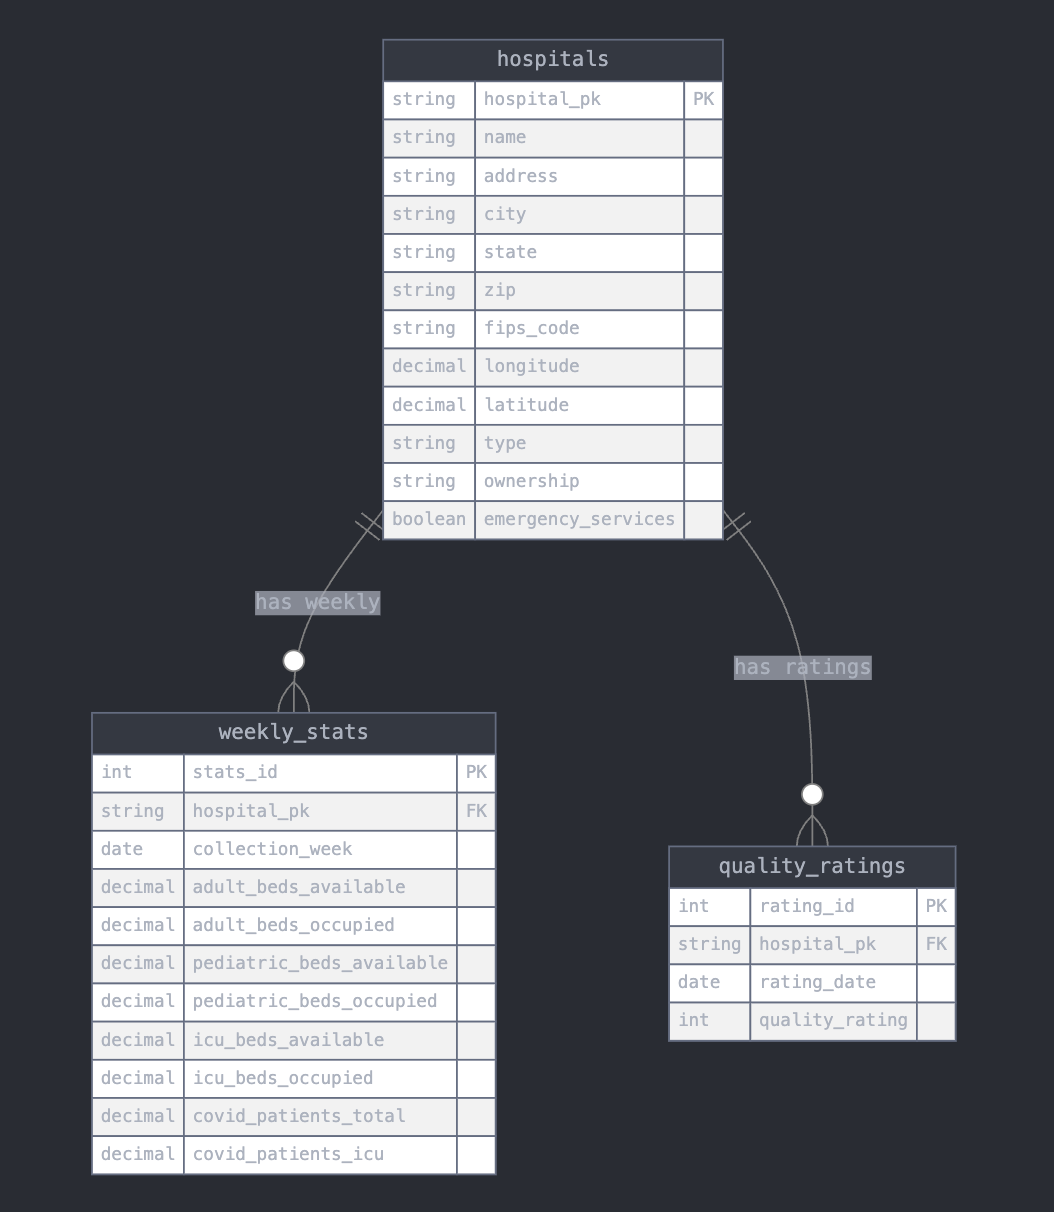 hospitals
string hospital_pk PK
string name
string address
string city
string state
string zip
string fips_code
decimal longitude
decimal latitude
string type
string ownership
boolean emergency_services
has weekly
has ratings
weekly_stats
int stats_id PK
string hospital_pk FK
date collection_week
decimal adult_beds_available
decimal adult_beds_occupied
decimal pediatric_beds_available
decimal pediatric_beds_occupied
decimal icu_beds_available
decimal icu_beds_occupied
decimal covid_patients_total
decimal covid_patients_icu
quality_ratings
int rating_id PK
string hospital_pk FK
date rating_date
int quality_rating